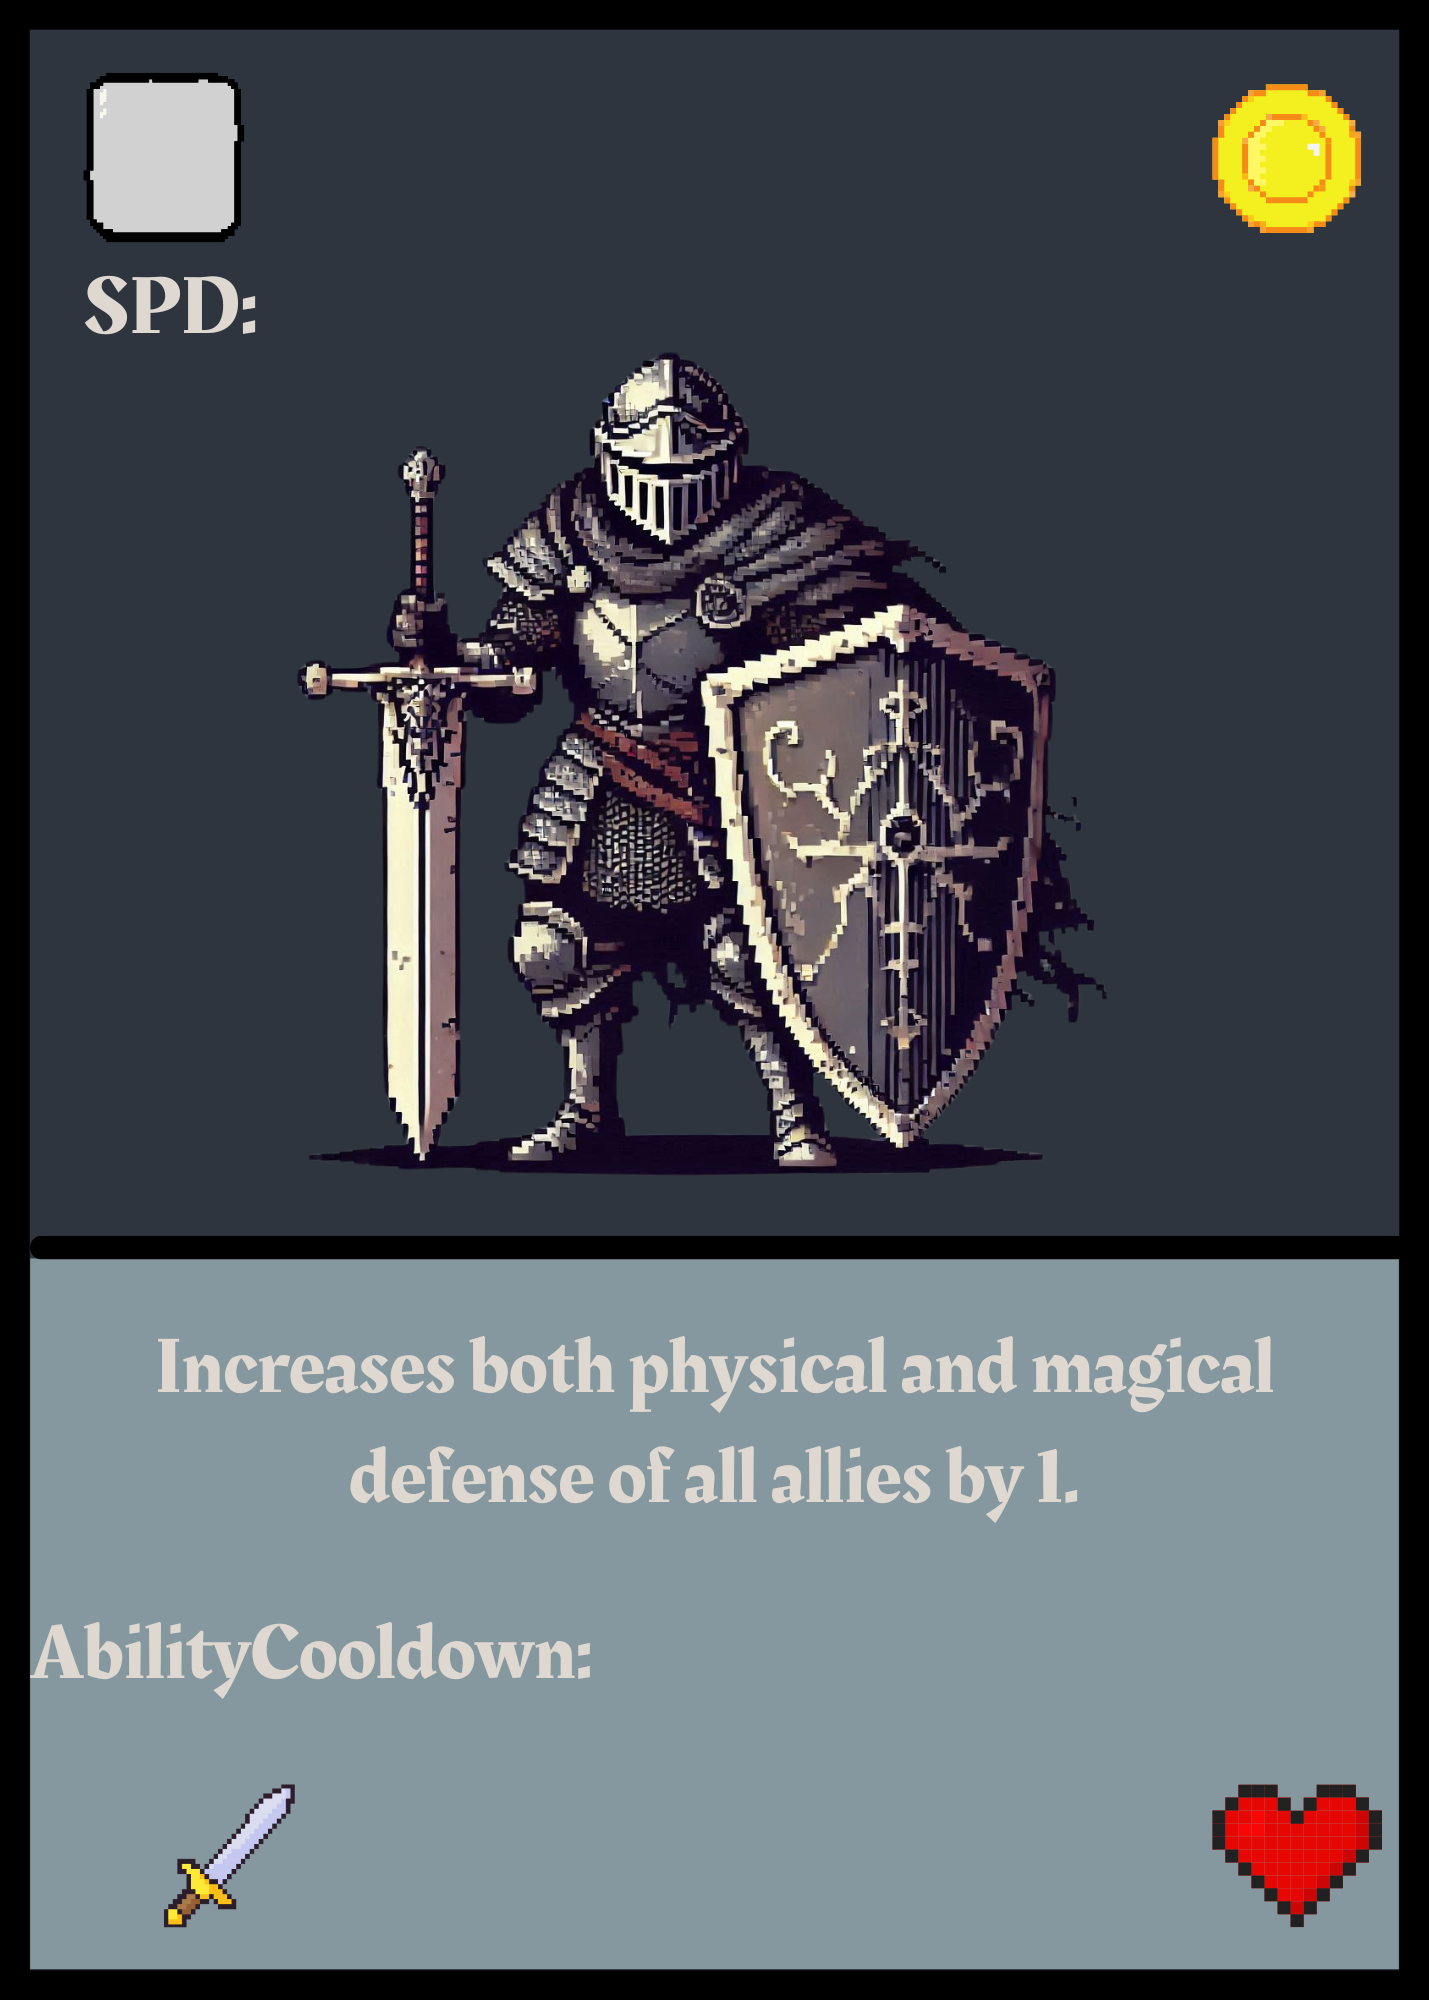 SPD:
Increases both physical and magical
defense of all allies by 1.
AbilityCooldown: